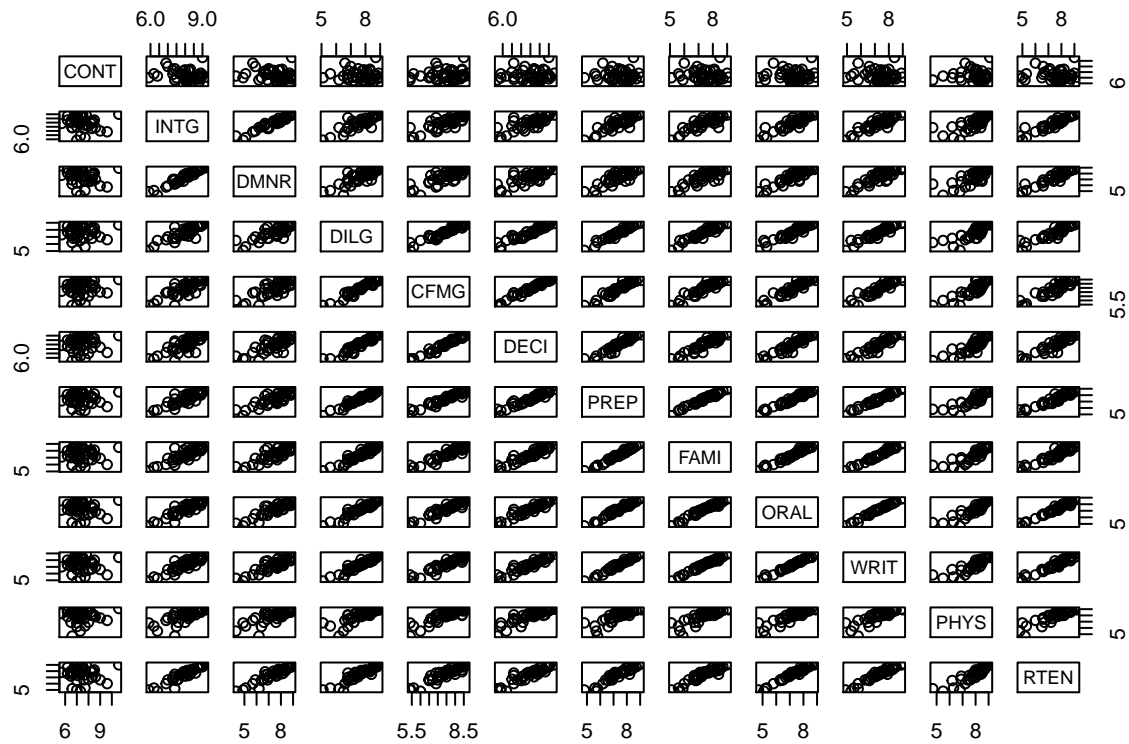 6.0 9.0 5 8 6.0 5 8 5 8 5 8
CONT 6
6.0 INTG
DMNR 5
5 DILG
CFMG 5.5
6.0 DECI
PREP 5
5 FAMI
ORAL 5
5 WRIT
PHYS 5
5 RTEN
6 9 5 8 5.5 8.5 5 8 5 8 5 8